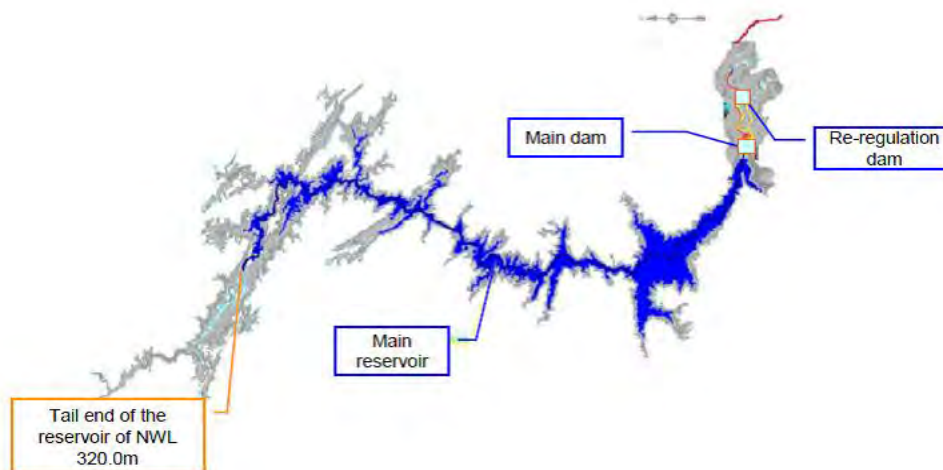 Main dam
Re-regulation
dam
Main
reservoir
Tail end of the
reservoir of NWL
320.0m